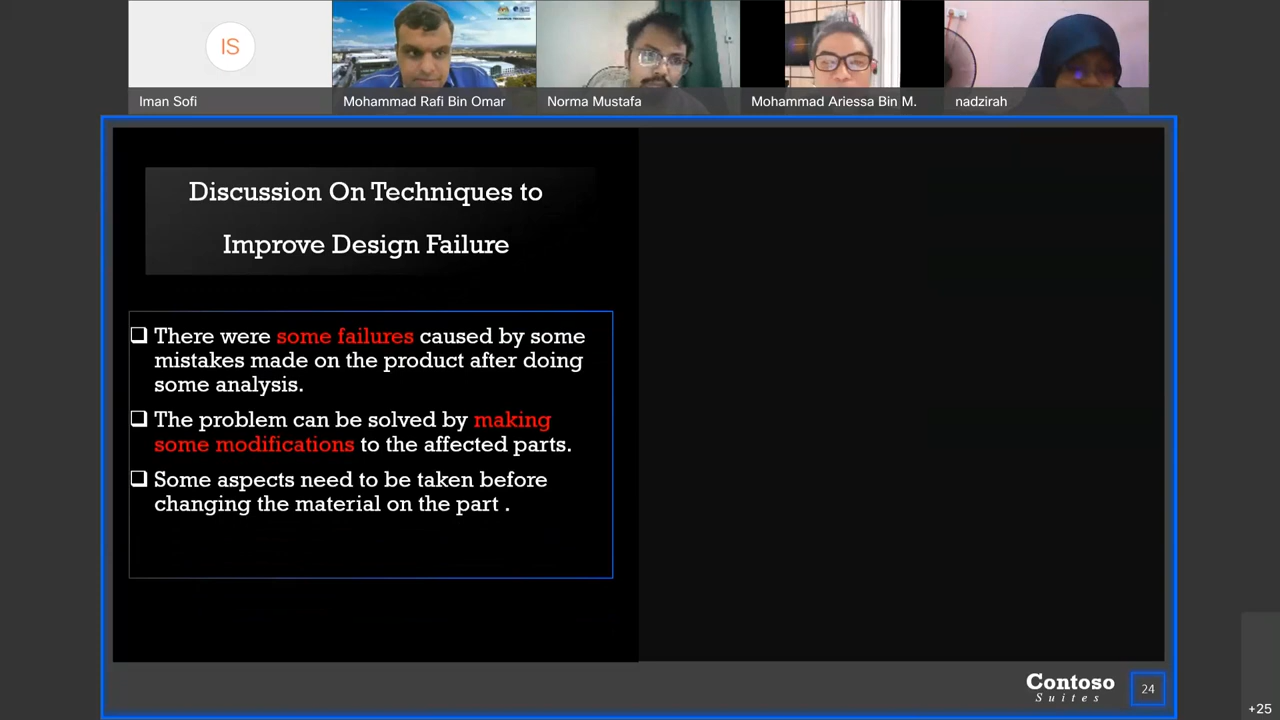 IS
Iman Sofi
Mohammad Rafi Bin Omar
Norma Mustafa
Mohammad Ariessa Bin M.
nadzirah
Discussion On Techniques to
Improve Design Failure
There were some failures caused by some
mistakes made on the product after doing
some analysis.
The problem can be solved by making
some modifications to the affected parts.
Some aspects need to be taken before
changing the material on the part .
Contoso
Suites
24
+25